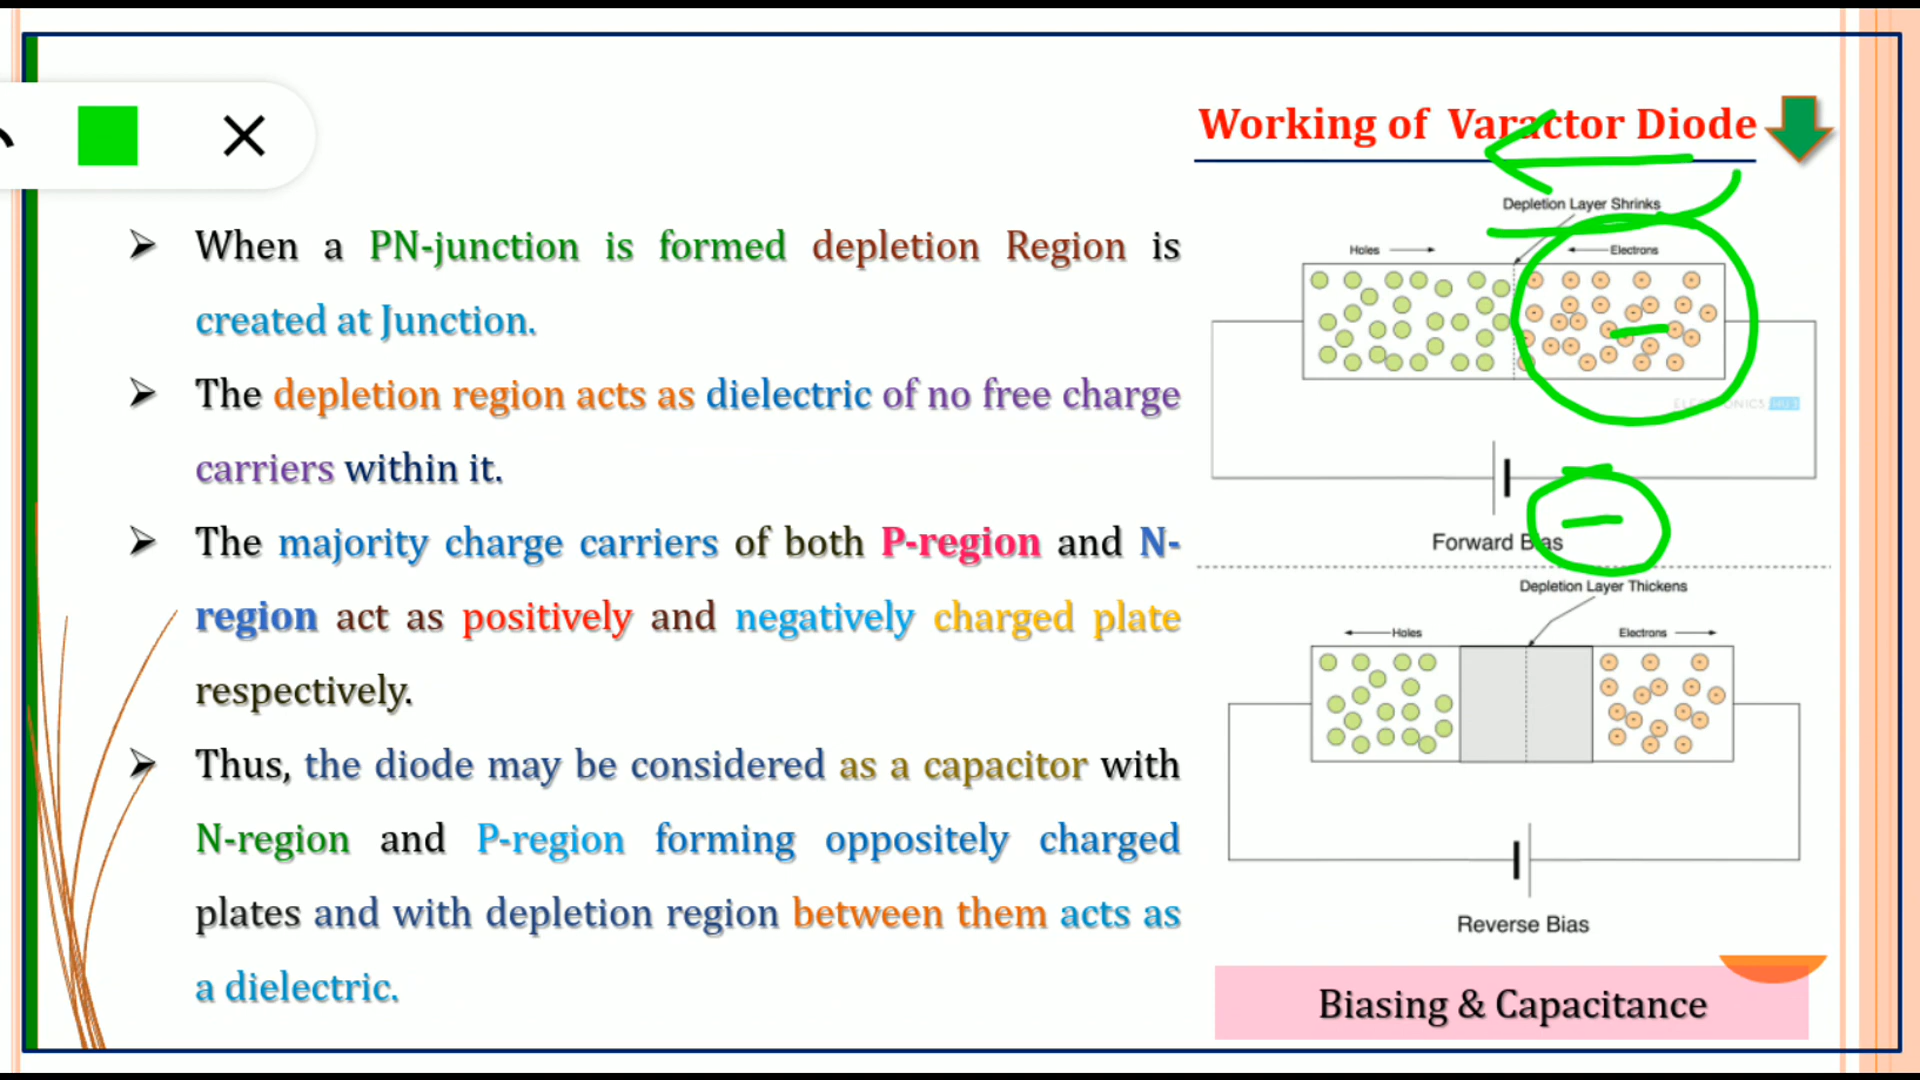 Working of Varactor Diode
When a PN-junction is formed depletion Region is
created at Junction.
The depletion region acts as dielectric of no free charge
carriers within it.
The majority charge carriers of both P-region and N-
region act as positively and negatively charged plate
respectively.
Thus, the diode may be considered as a capacitor with
N-region and P-region forming oppositely charged
plates and with depletion region between them acts as
a dielectric.
Depletion Layer Shrinks
Holes
Electrons
Forward Bias
Depletion Layer Thickens
Holes
Electrons
Reverse Bias
Biasing & Capacitance